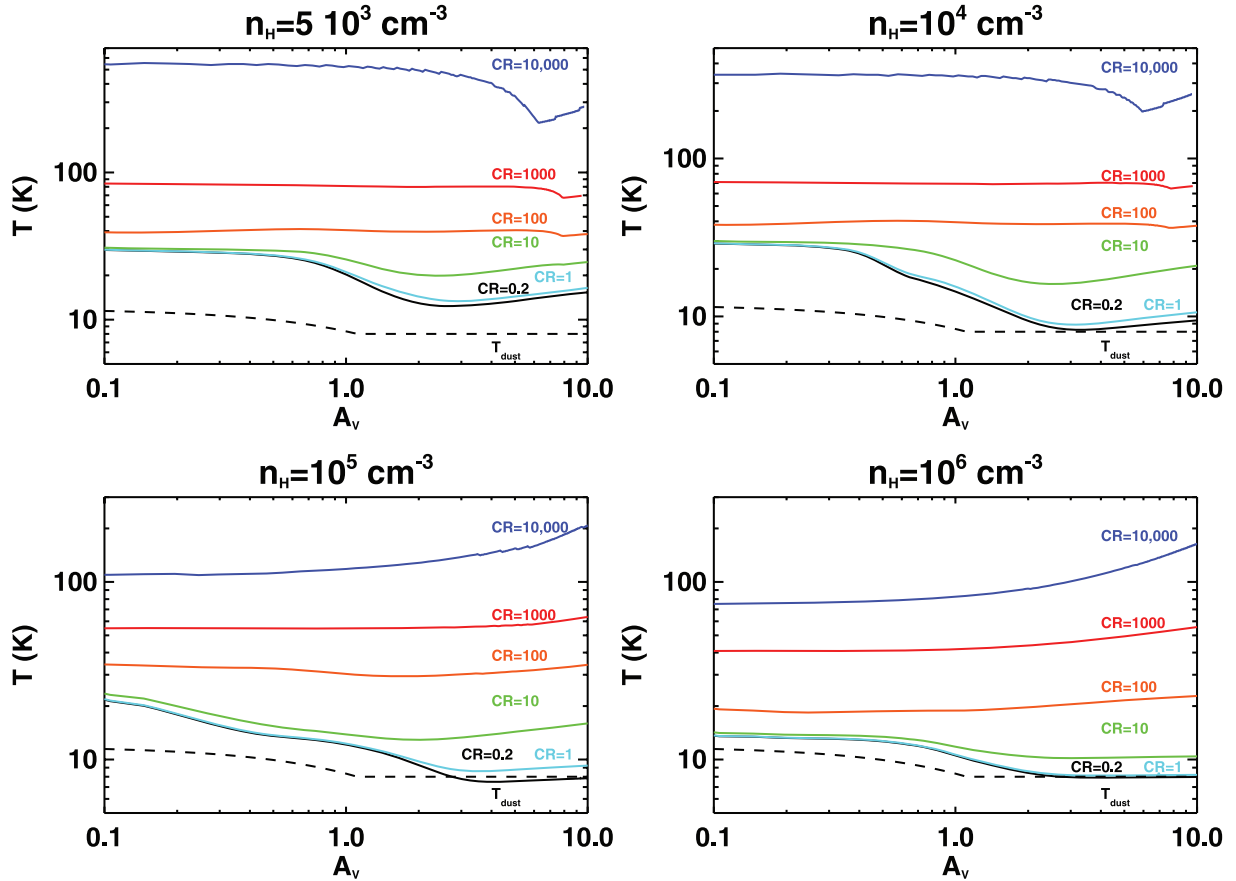 n_H=5 10^3 cm^-3
CR=10,000
100
CR=1000
T (K)
CR=100
CR=10
CR=1
CR=0.2
10
T_dust
0.1 1.0 10.0
A_V
n_H=10^4 cm^-3
CR=10,000
100
CR=1000
T (K)
CR=100
CR=10
10
CR=0.2 CR=1
T_dust
0.1 1.0 10.0
A_V
n_H=10^5 cm^-3
CR=10,000
100
CR=1000
T (K)
CR=100
CR=10
10
CR=0.2 CR=1
T_dust
0.1 1.0 10.0
A_V
n_H=10^6 cm^-3
CR=10,000
100
CR=1000
T (K)
CR=100
CR=10
10
CR=0.2 CR=1
T_dust
0.1 1.0 10.0
A_V